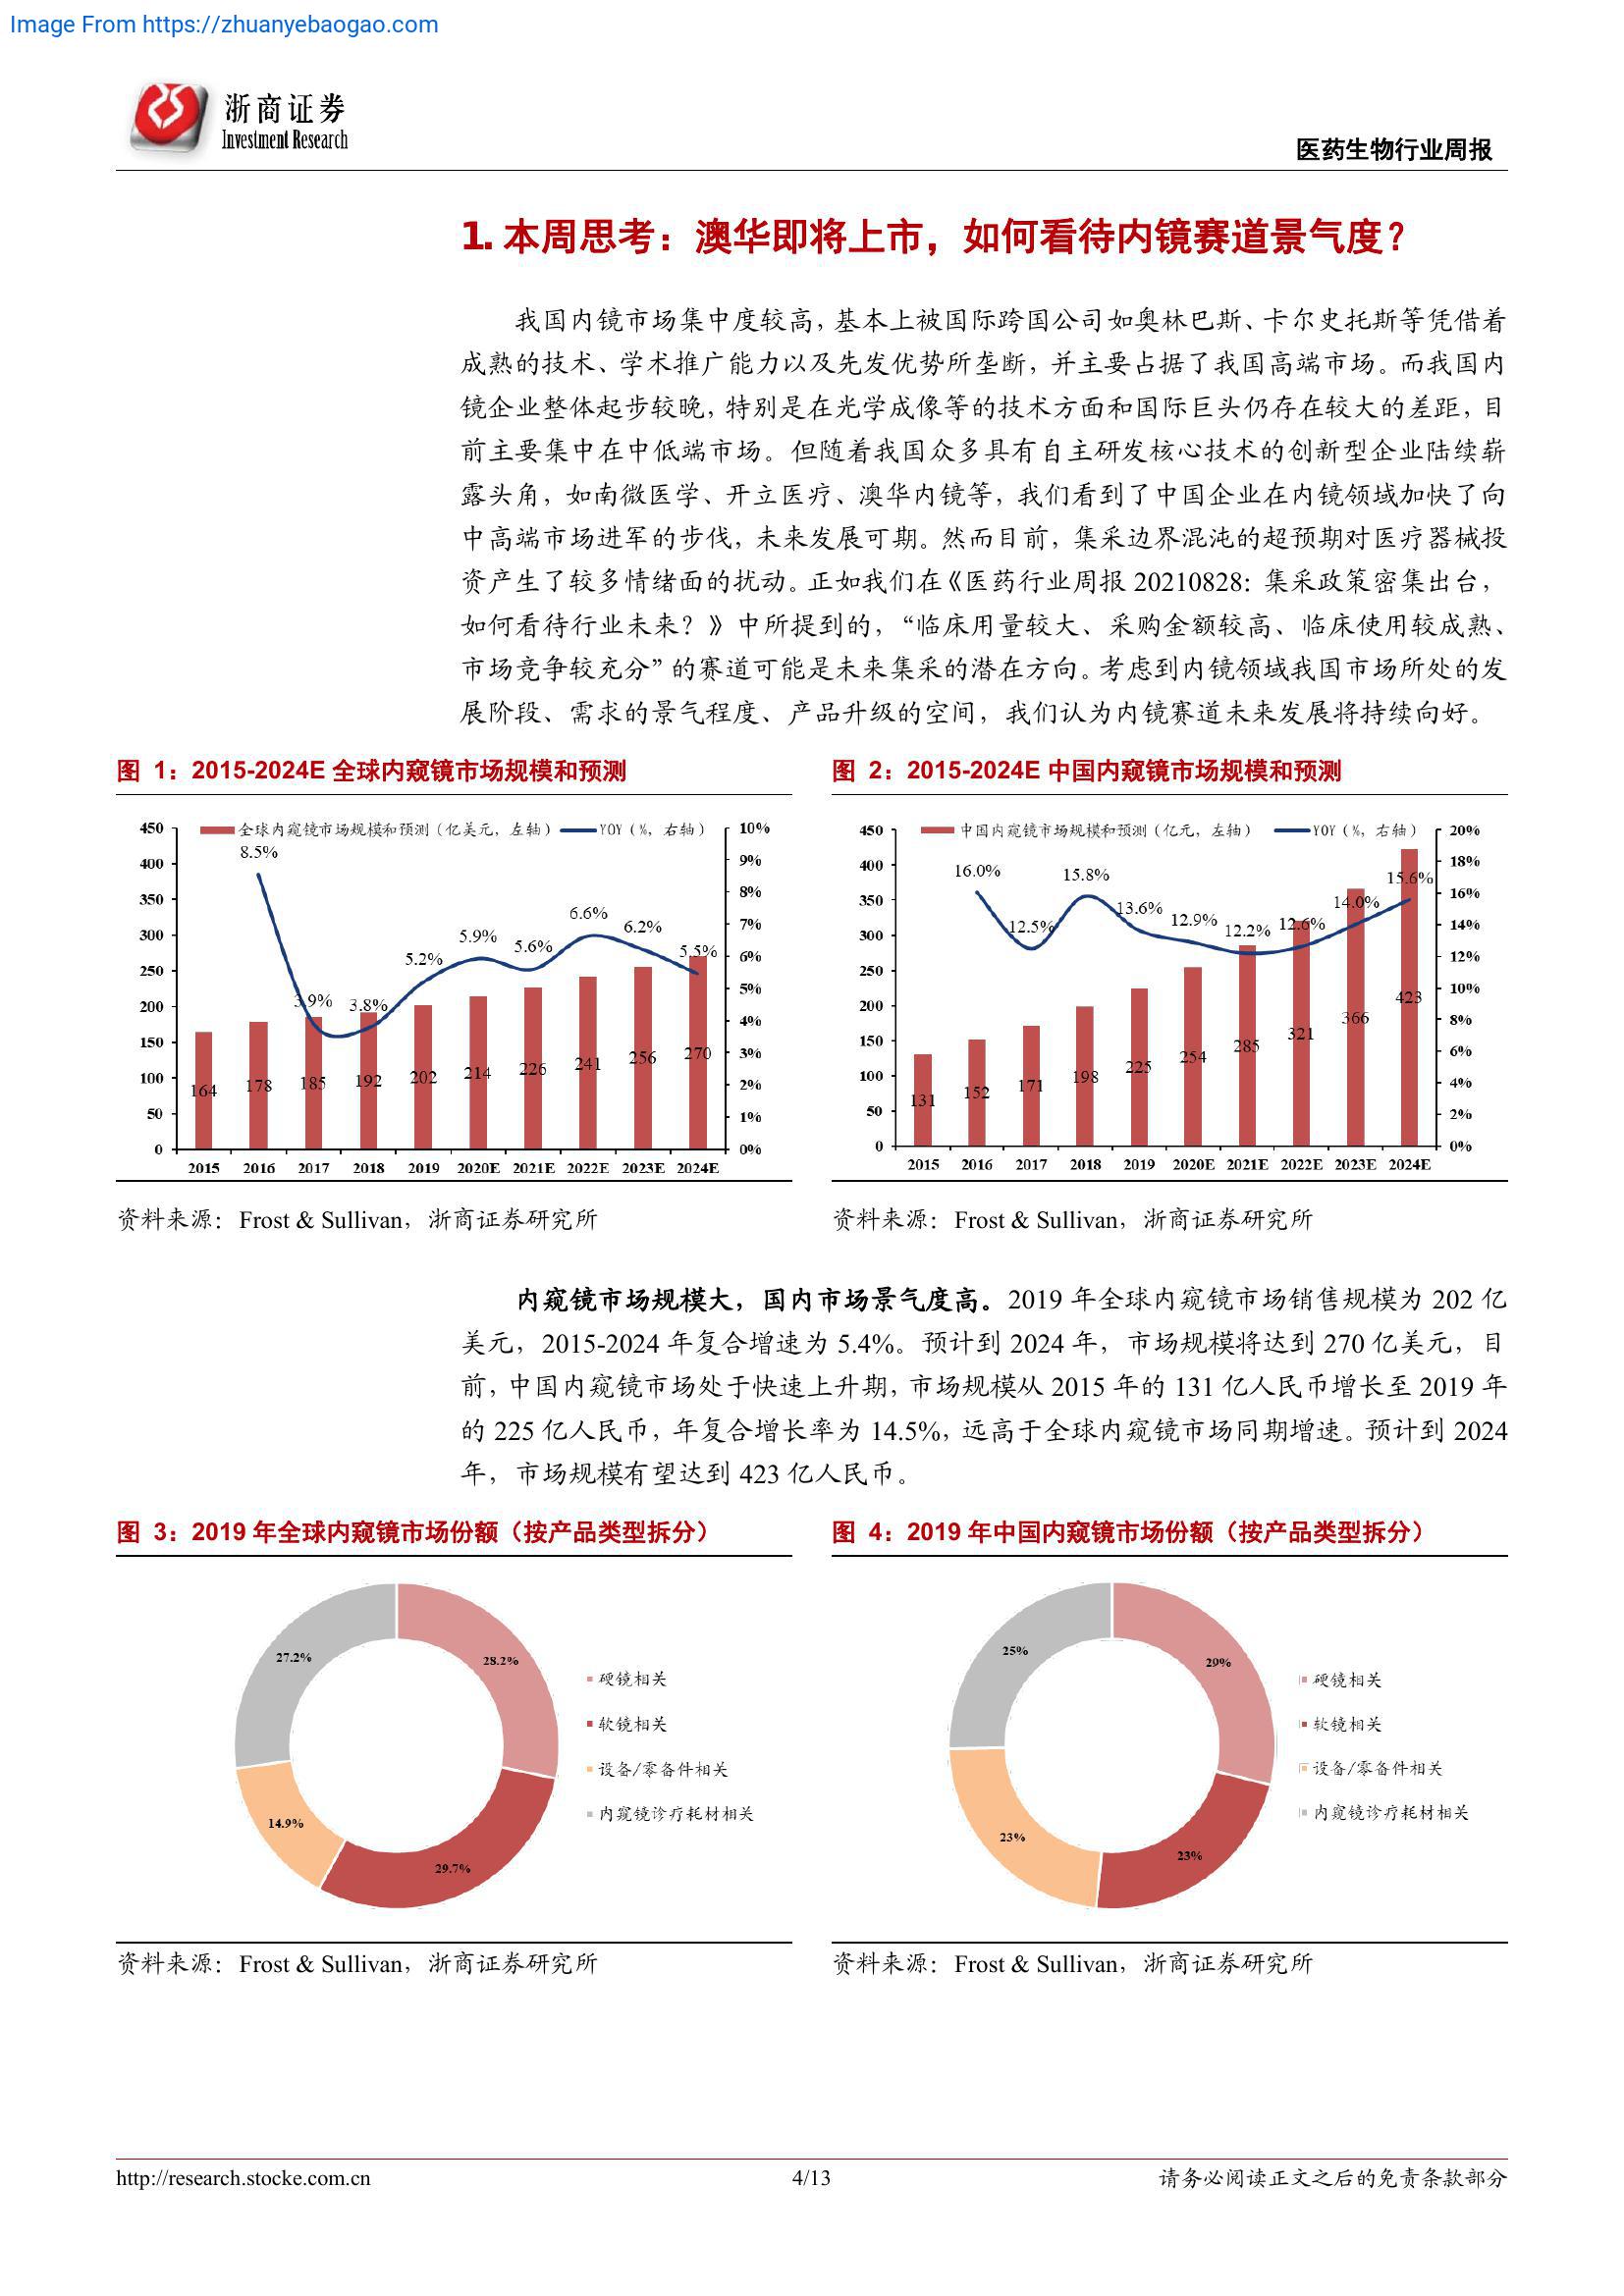 Image From https://zhuanyebaogao.com
浙商证券
Investment Research
医药生物行业周报
1. 本周思考：澳华即将上市，如何看待内镜赛道景气度？
我国内镜市场集中度较高，基本上被国际跨国公司如奥林巴斯、卡尔史托斯等凭借着
成熟的技术、学术推广能力以及先发优势所垄断，并主要占据了我国高端市场。而我国内
镜企业整体起步较晚，特别是在光学成像等的技术方面和国际巨头仍存在较大的差距，目
前主要集中在中低端市场。但随着我国众多具有自主研发核心技术的创新型企业陆续崭
露头角，如南微医学、开立医疗、澳华内镜等，我们看到了中国企业在内镜领域加快了向
中高端市场进军的步伐，未来发展可期。然而目前，集采边界混沌的超预期对医疗器械投
资产生了较多情绪面的扰动。正如我们在《医药行业周报 20210828：集采政策密集出台，
如何看待行业未来？》中所提到的，“临床用量较大、采购金额较高、临床使用较成熟、
市场竞争较充分”的赛道可能是未来集采的潜在方向。考虑到内镜领域我国市场所处的发
展阶段、需求的景气程度、产品升级的空间，我们认为内镜赛道未来发展将持续向好。
图 1：2015-2024E 全球内窥镜市场规模和预测
全球内窥镜市场规模和预测（亿美元，左轴） YOY（%，右轴）
450
400
350
300
250
200
150
100
50
0
10%
9%
8%
7%
6%
5%
4%
3%
2%
1%
0%
8.5%
3.9%
3.8%
5.2%
5.9%
5.6%
6.6%
6.2%
5.5%
164
178
185
192
202
214
226
241
256
270
2015 2016 2017 2018 2019 2020E 2021E 2022E 2023E 2024E
资料来源：Frost & Sullivan，浙商证券研究所
图 2：2015-2024E 中国内窥镜市场规模和预测
中国内窥镜市场规模和预测（亿元，左轴） YOY（%，右轴）
450
400
350
300
250
200
150
100
50
0
20%
18%
16%
14%
12%
10%
8%
6%
4%
2%
0%
16.0%
12.5%
15.8%
13.6%
12.9%
12.2%
12.6%
14.0%
15.6%
131
152
171
198
225
254
285
321
366
423
2015 2016 2017 2018 2019 2020E 2021E 2022E 2023E 2024E
资料来源：Frost & Sullivan，浙商证券研究所
内窥镜市场规模大，国内市场景气度高。2019 年全球内窥镜市场销售规模为 202 亿
美元，2015-2024 年复合增速为 5.4%。预计到 2024 年，市场规模将达到 270 亿美元，目
前，中国内窥镜市场处于快速上升期，市场规模从 2015 年的 131 亿人民币增长至 2019 年
的 225 亿人民币，年复合增长率为 14.5%，远高于全球内窥镜市场同期增速。预计到 2024
年，市场规模有望达到 423 亿人民币。
图 3：2019 年全球内窥镜市场份额（按产品类型拆分）
28.2%
29.7%
14.9%
27.2%
硬镜相关
软镜相关
设备/零备件相关
内窥镜诊疗耗材相关
资料来源：Frost & Sullivan，浙商证券研究所
图 4：2019 年中国内窥镜市场份额（按产品类型拆分）
29%
23%
23%
25%
硬镜相关
软镜相关
设备/零备件相关
内窥镜诊疗耗材相关
资料来源：Frost & Sullivan，浙商证券研究所
http://research.stocke.com.cn
4/13
请务必阅读正文之后的免责条款部分